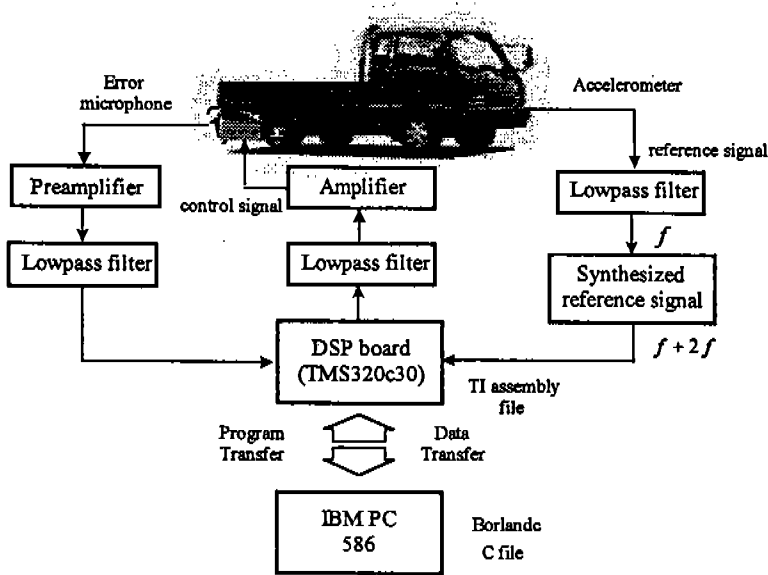 Error
microphone
Accelerometer
reference signal
Preamplifier
Amplifier
Lowpass filter
control signal
f
Lowpass filter
Lowpass filter
Synthesized
reference signal
DSP board
(TMS320c30)
f + 2f
TI assembly
file
Program
Transfer
Data
Transfer
IBM PC
586
Borlandc
C file